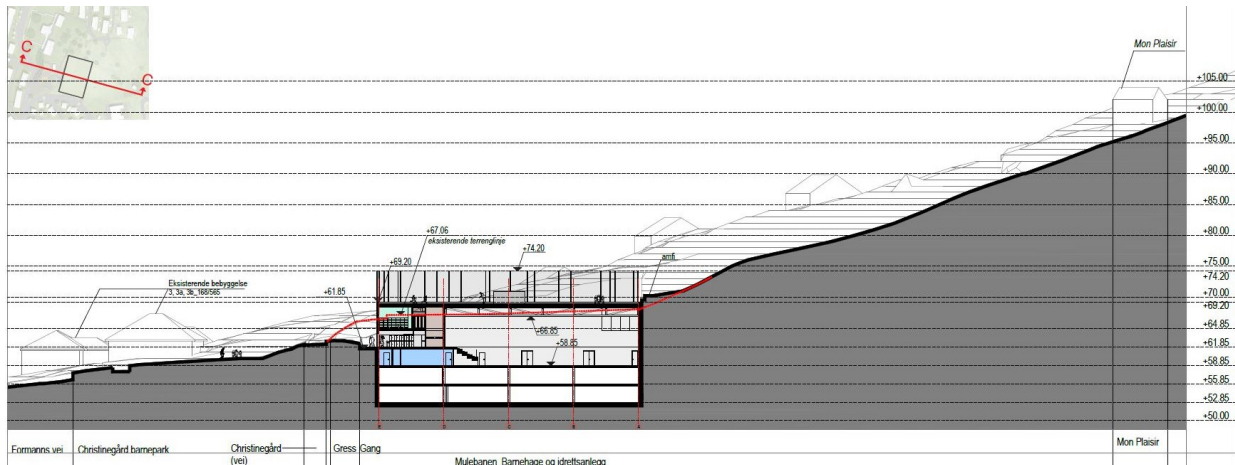 C
C
Mon Plaisir
+105.00
+100.00
+95.00
+90.00
+85.00
+80.00
+75.00
+74.20
+70.00
+69.20
+64.85
+61.85
+58.85
+55.85
+52.85
+50.00
+67.06
eksisterende terrenglinje
+74.20
+69.20
amfi
Eksisterende bebyggelse
3, 3a, 3b_168/565
+61.85
+66.85
+58.85
Formanns vei
Christinegård barnepark
Christinegård
(vei)
Gress
Gang
Mulebanen Barnehage og idrettsanlegg
Mon Plaisir